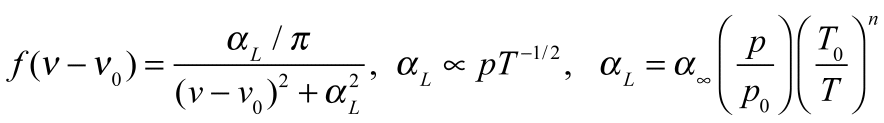 f(ν − ν₀) = (α_L / π) / ((ν − ν₀)² + α_L²), α_L ∝ pT^(−1/2), α_L = α_∞ (p / p₀) (T₀ / T)ⁿ